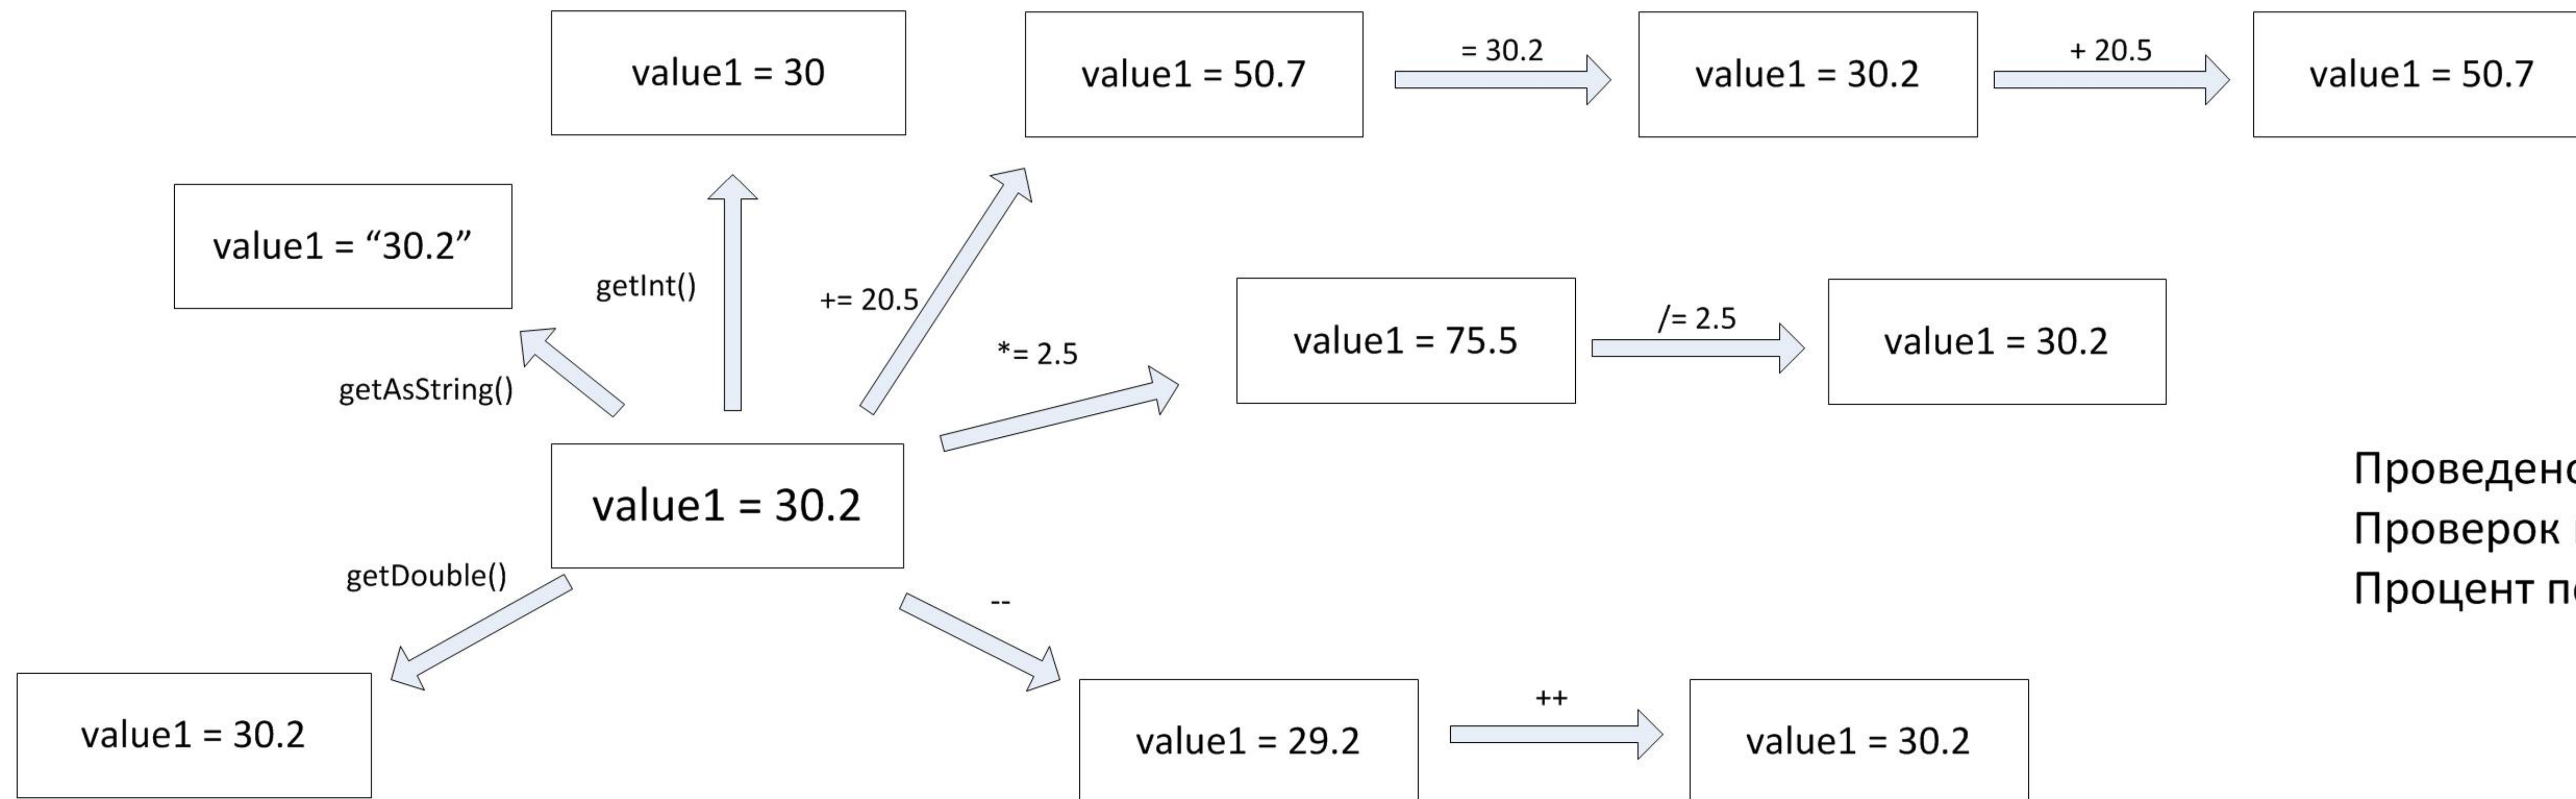 value1 = 30
value1 = 50.7
= 30.2
value1 = 30.2
+ 20.5
value1 = 50.7
value1 = “30.2”
getInt()
+= 20.5
*= 2.5
value1 = 75.5
/= 2.5
value1 = 30.2
getAsString()
value1 = 30.2
Проверок
Процент
getDouble()
--
value1 = 30.2
value1 = 29.2
++
value1 = 30.2